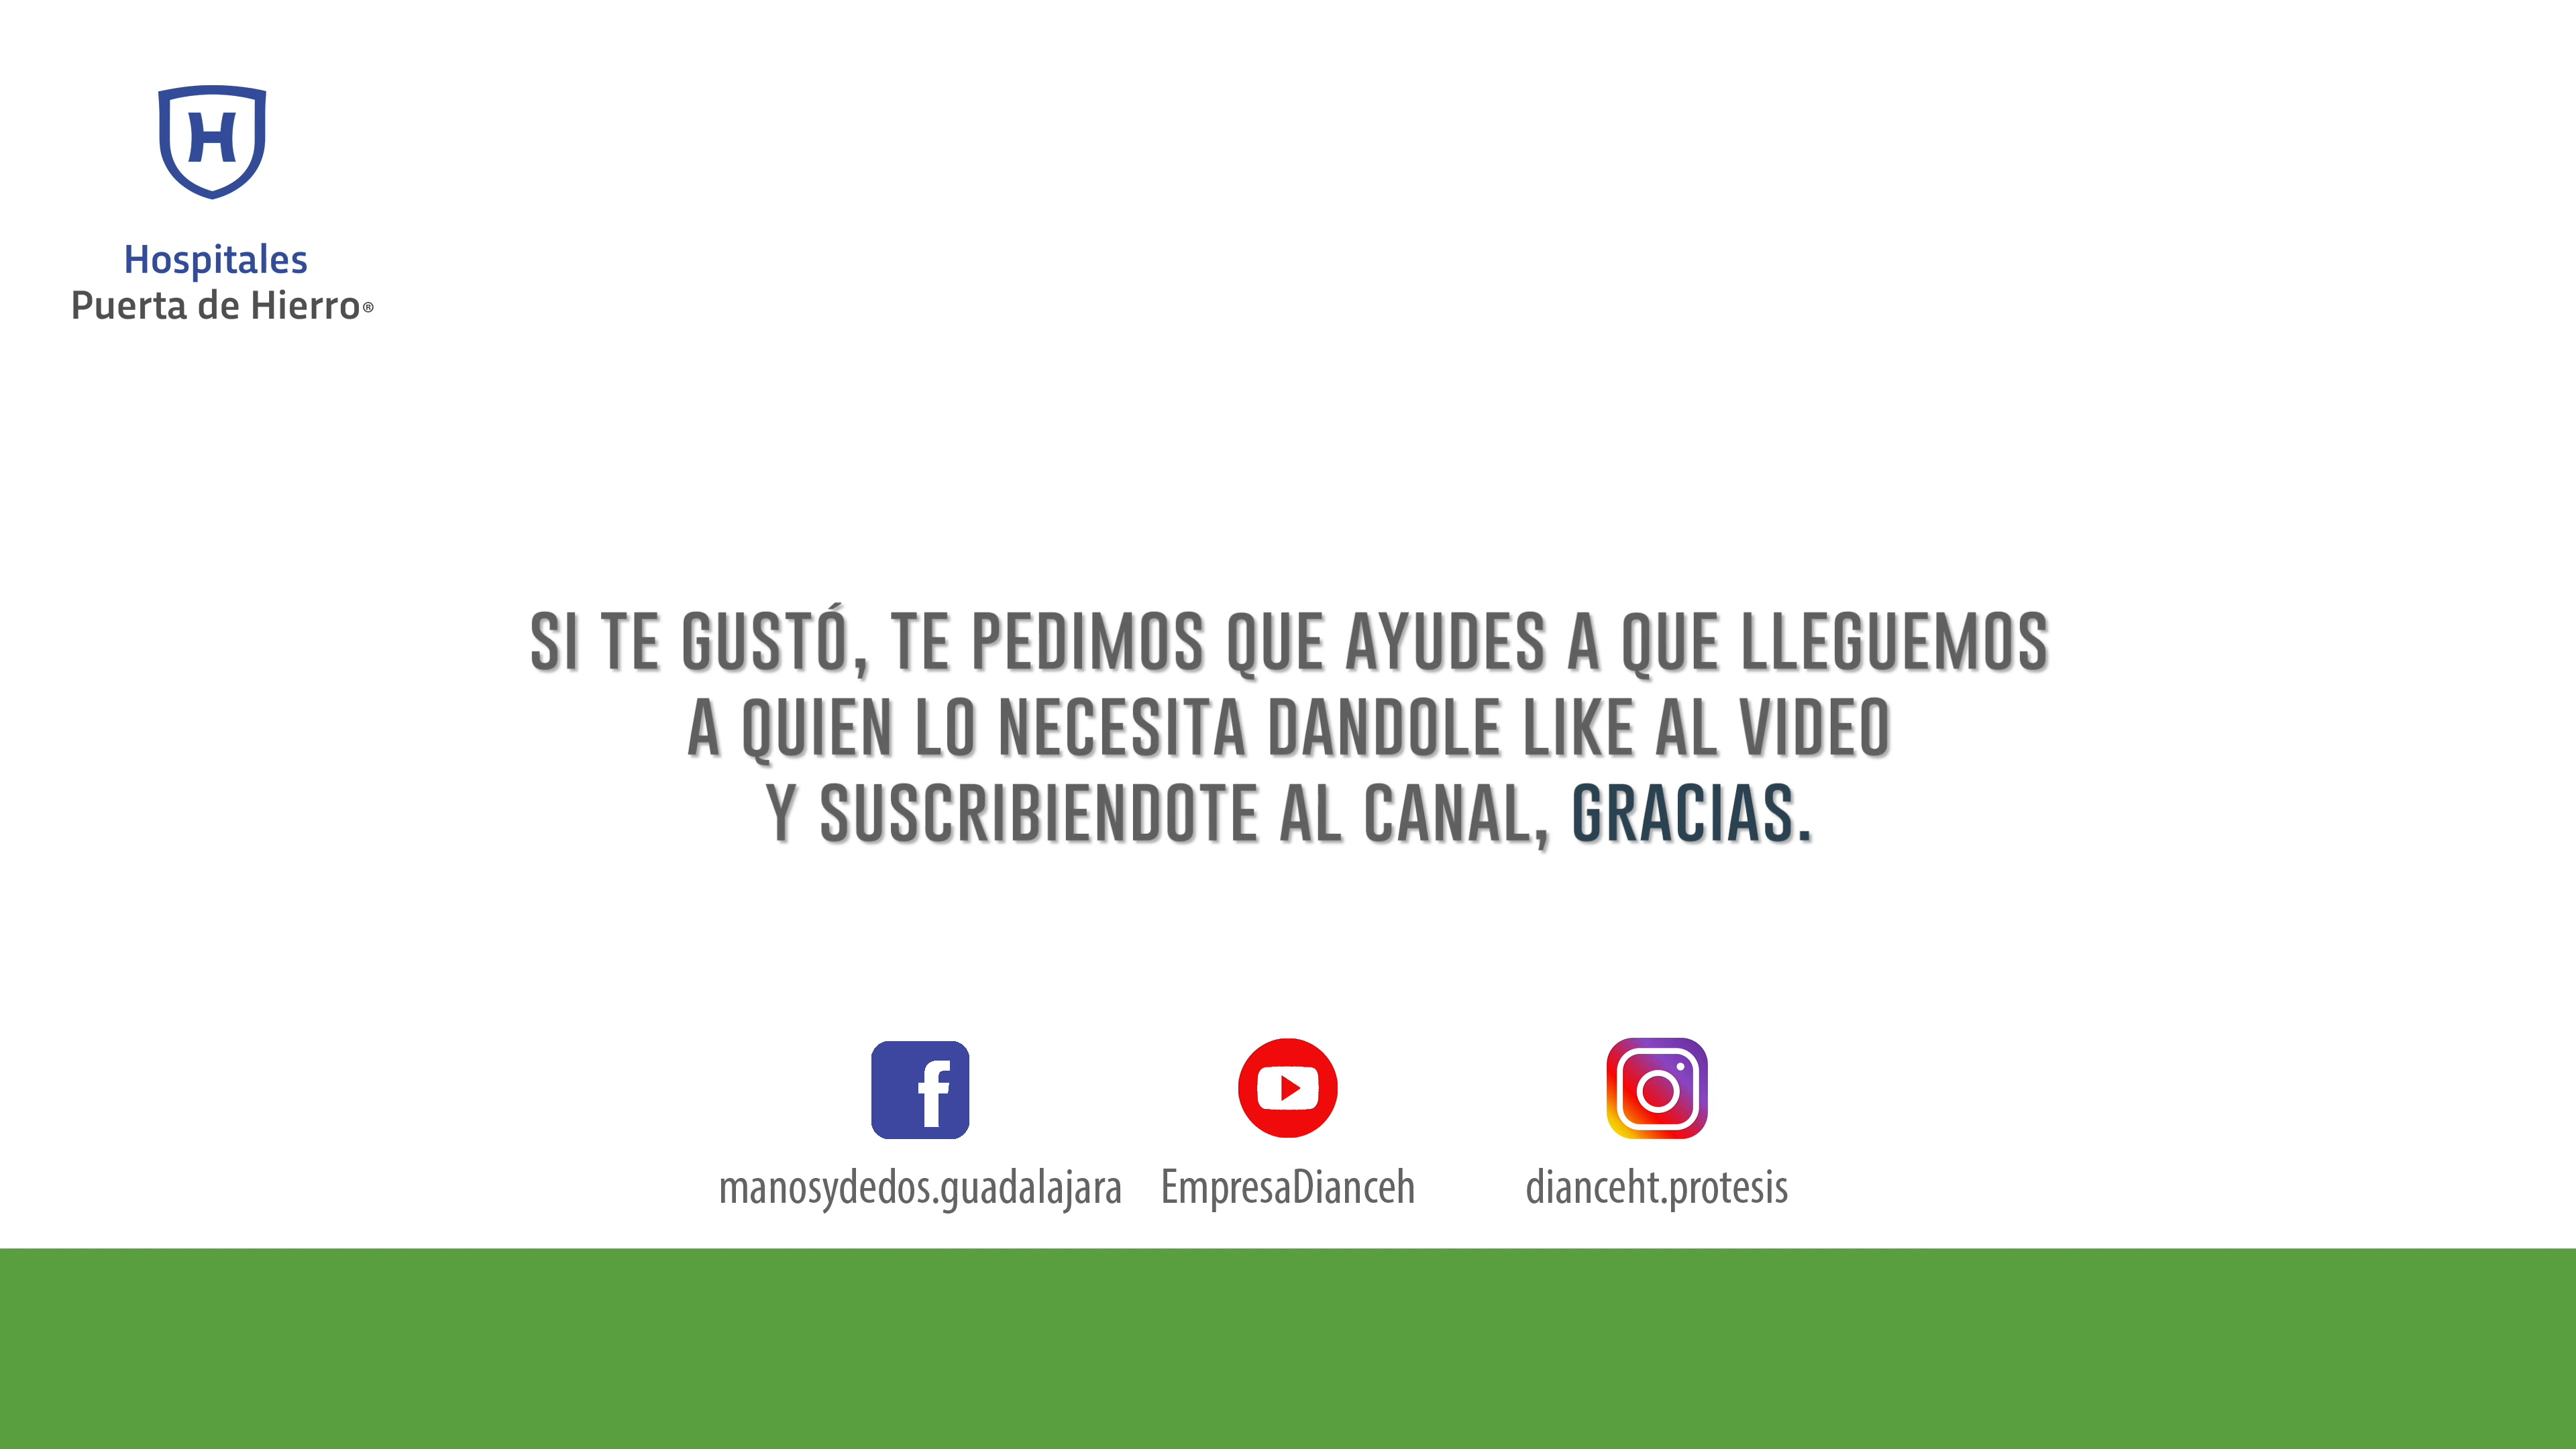 H
Hospitales
Puerta de Hierro®
SI TE GUSTÓ, TE PEDIMOS QUE AYUDES A QUE LLEGUEMOS
A QUIEN LO NECESITA DANDOLE LIKE AL VIDEO
Y SUSCRIBIENDOTE AL CANAL, GRACIAS.
manosydedos.guadalajara EmpresaDianceh dianceht.protesis